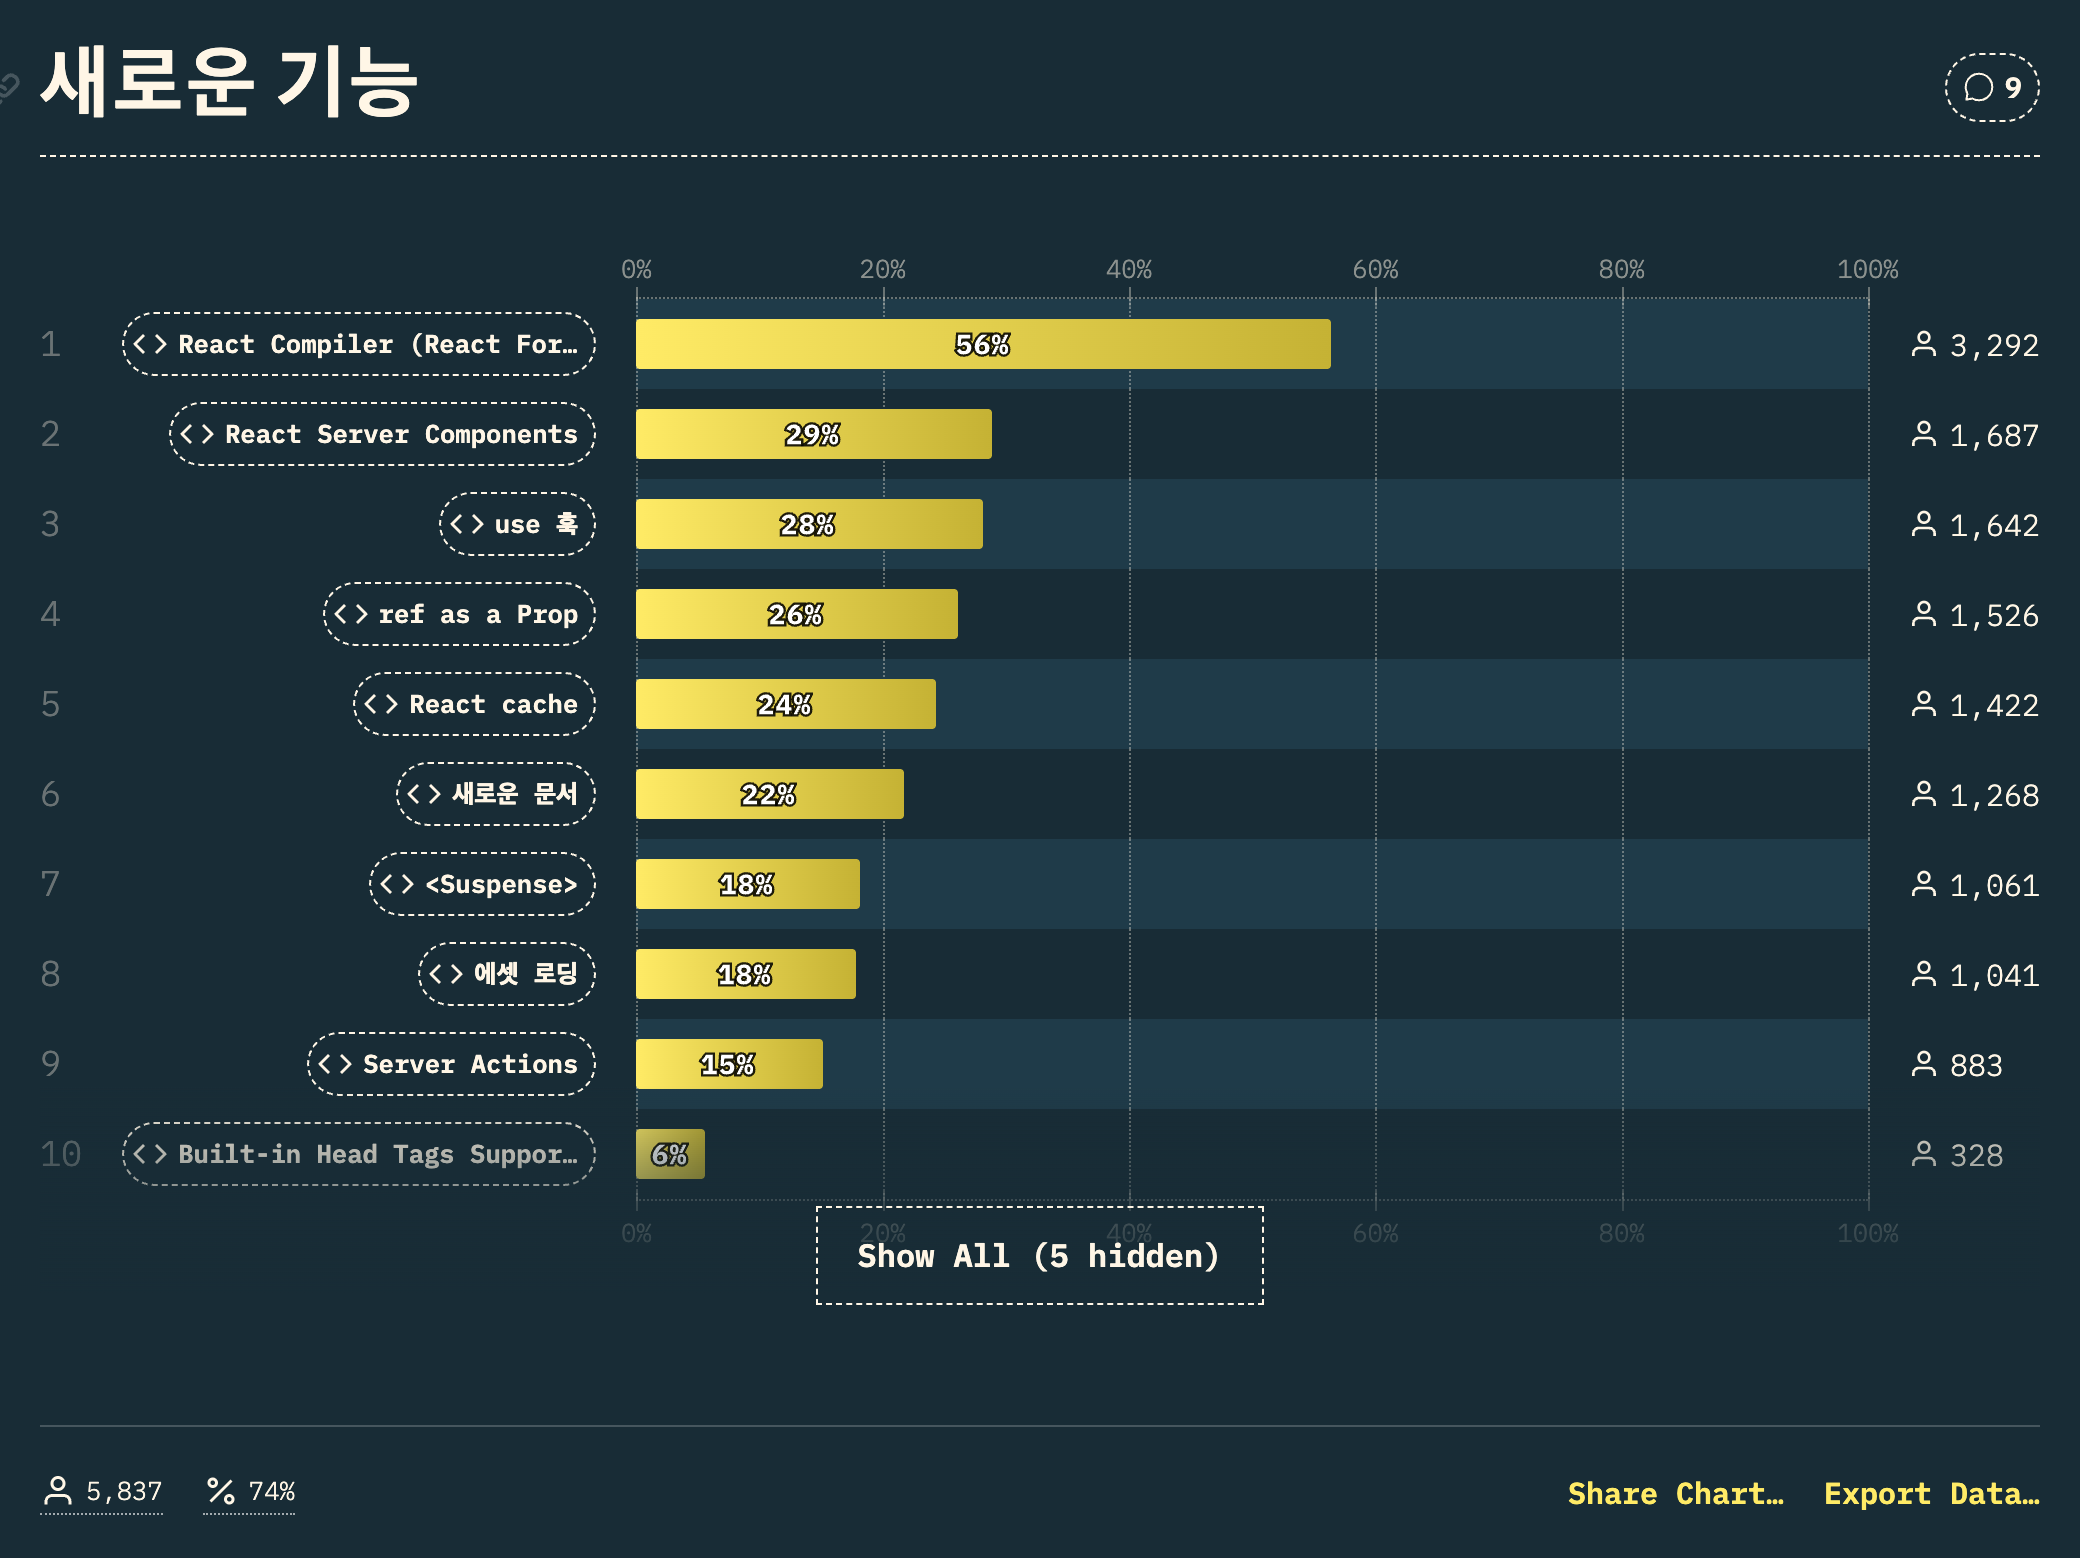 새로운 기능
9
0% 20% 40% 60% 80% 100%
1 <> React Compiler (React For… 56% 3,292
2 <> React Server Components 29% 1,687
3 <> use 훅 28% 1,642
4 <> ref as a Prop 26% 1,526
5 <> React cache 24% 1,422
6 <> 새로운 문서 22% 1,268
7 <> <Suspense> 18% 1,061
8 <> 에셋 로딩 18% 1,041
9 <> Server Actions 15% 883
10 <> Built-in Head Tags Suppor… 6% 328
0% 20% 40% 60% 80% 100%
Show All (5 hidden)
5,837 % 74% Share Chart… Export Data…